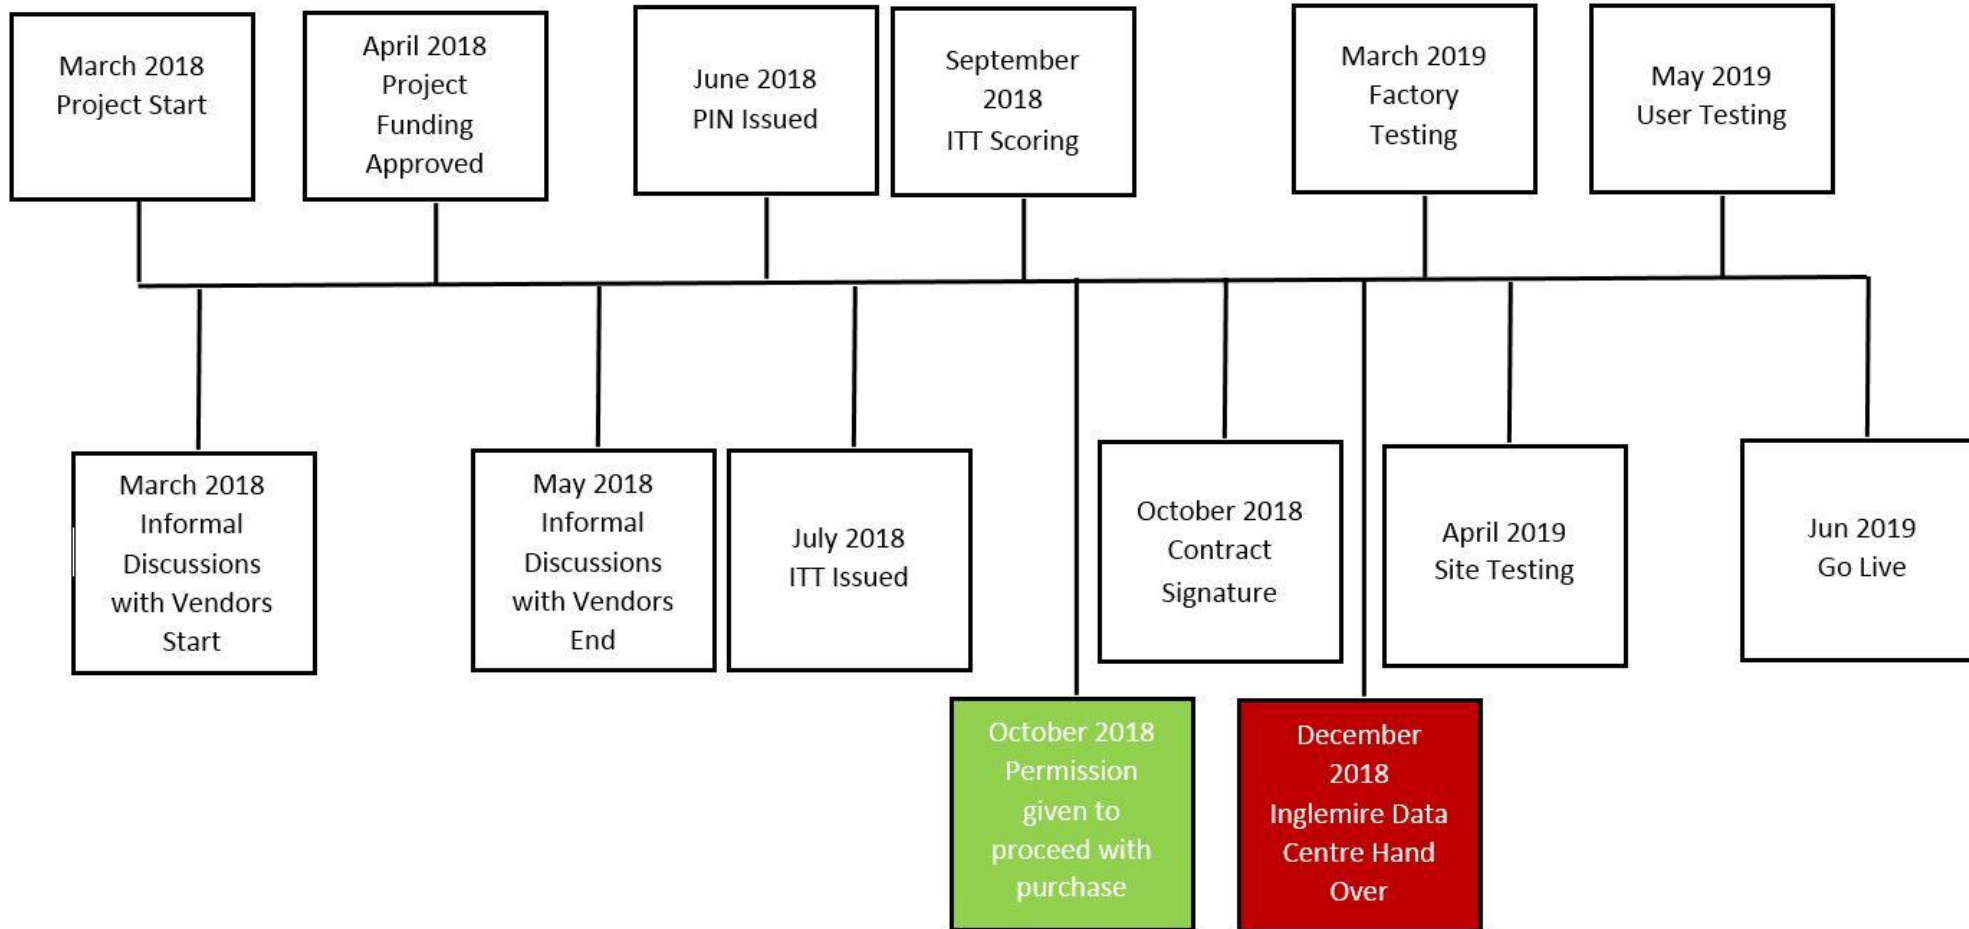 March 2018
Project Start
April 2018
Project
Funding
Approved
June 2018
PIN Issued
September
2018
ITT Scoring
March 2019
Factory
Testing
May 2019
User Testing
March 2018
Informal
Discussions
with Vendors
Start
May 2018
Informal
Discussions
with Vendors
End
July 2018
ITT Issued
October 2018
Contract
Signature
April 2019
Site Testing
Jun 2019
Go Live
October 2018
Permission
given to
proceed with
purchase
December
2018
Inglemire Data
Centre Hand
Over